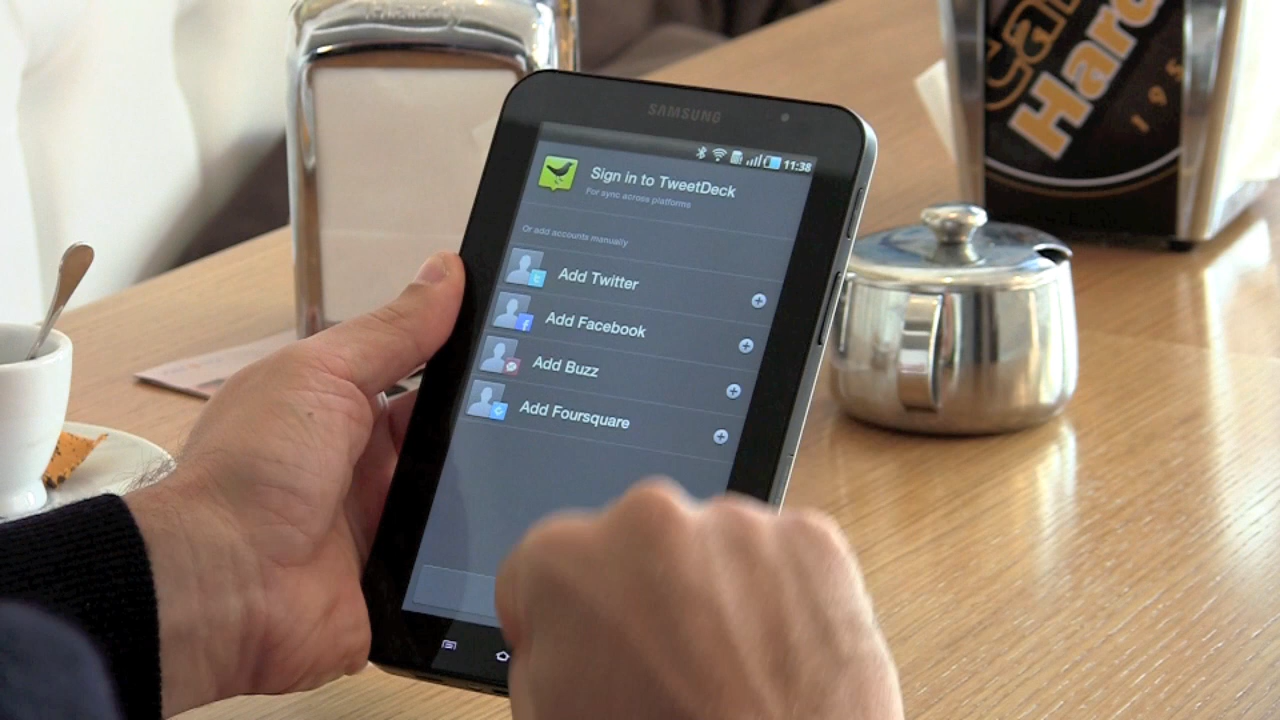 SAMSUNG
11:38
Sign in to TweetDeck
For sync across platforms
Or add accounts manually
Add Twitter
Add Facebook
Add Buzz
Add Foursquare